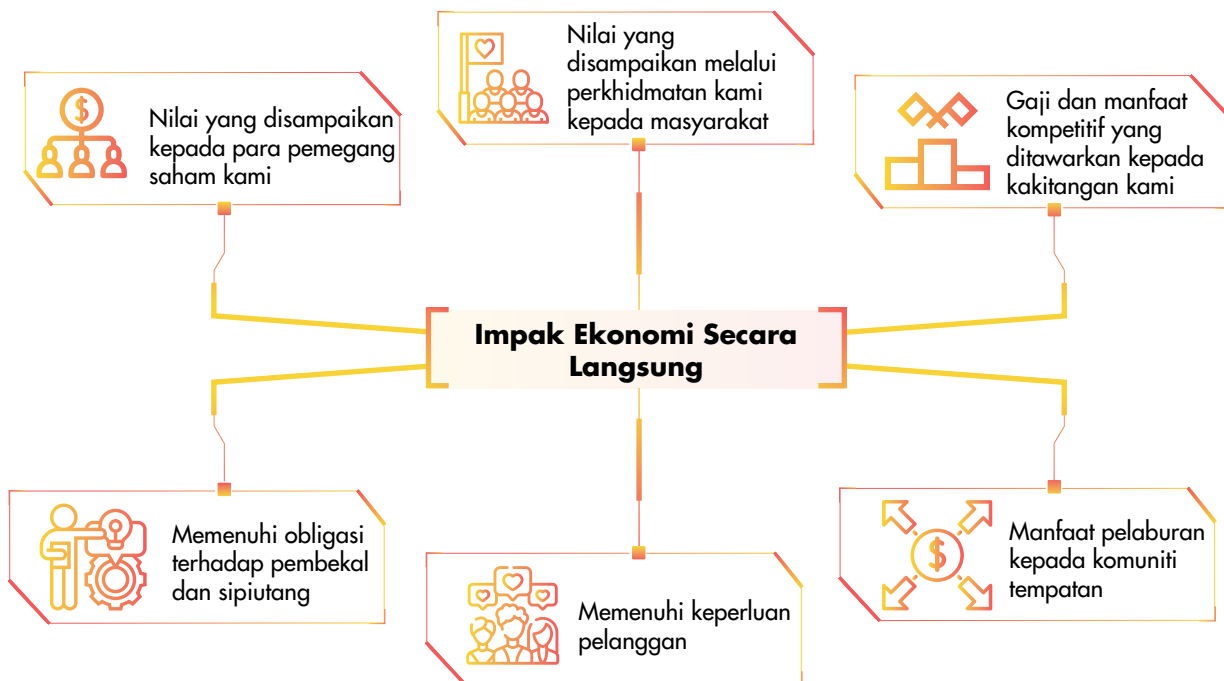 Nilai yang disampaikan
kepada para pemegang
saham kami
Nilai yang
disampaikan melalui
perkhidmatan kami
kepada masyarakat
Gaji dan manfaat
kompetitif yang
ditawarkan kepada
kakitangan kami
Impak Ekonomi Secara
Langsung
Memenuhi obligasi
terhadap pembekal
dan sipiutang
Memenuhi keperluan
pelanggan
Manfaat pelaburan
kepada komuniti
tempatan